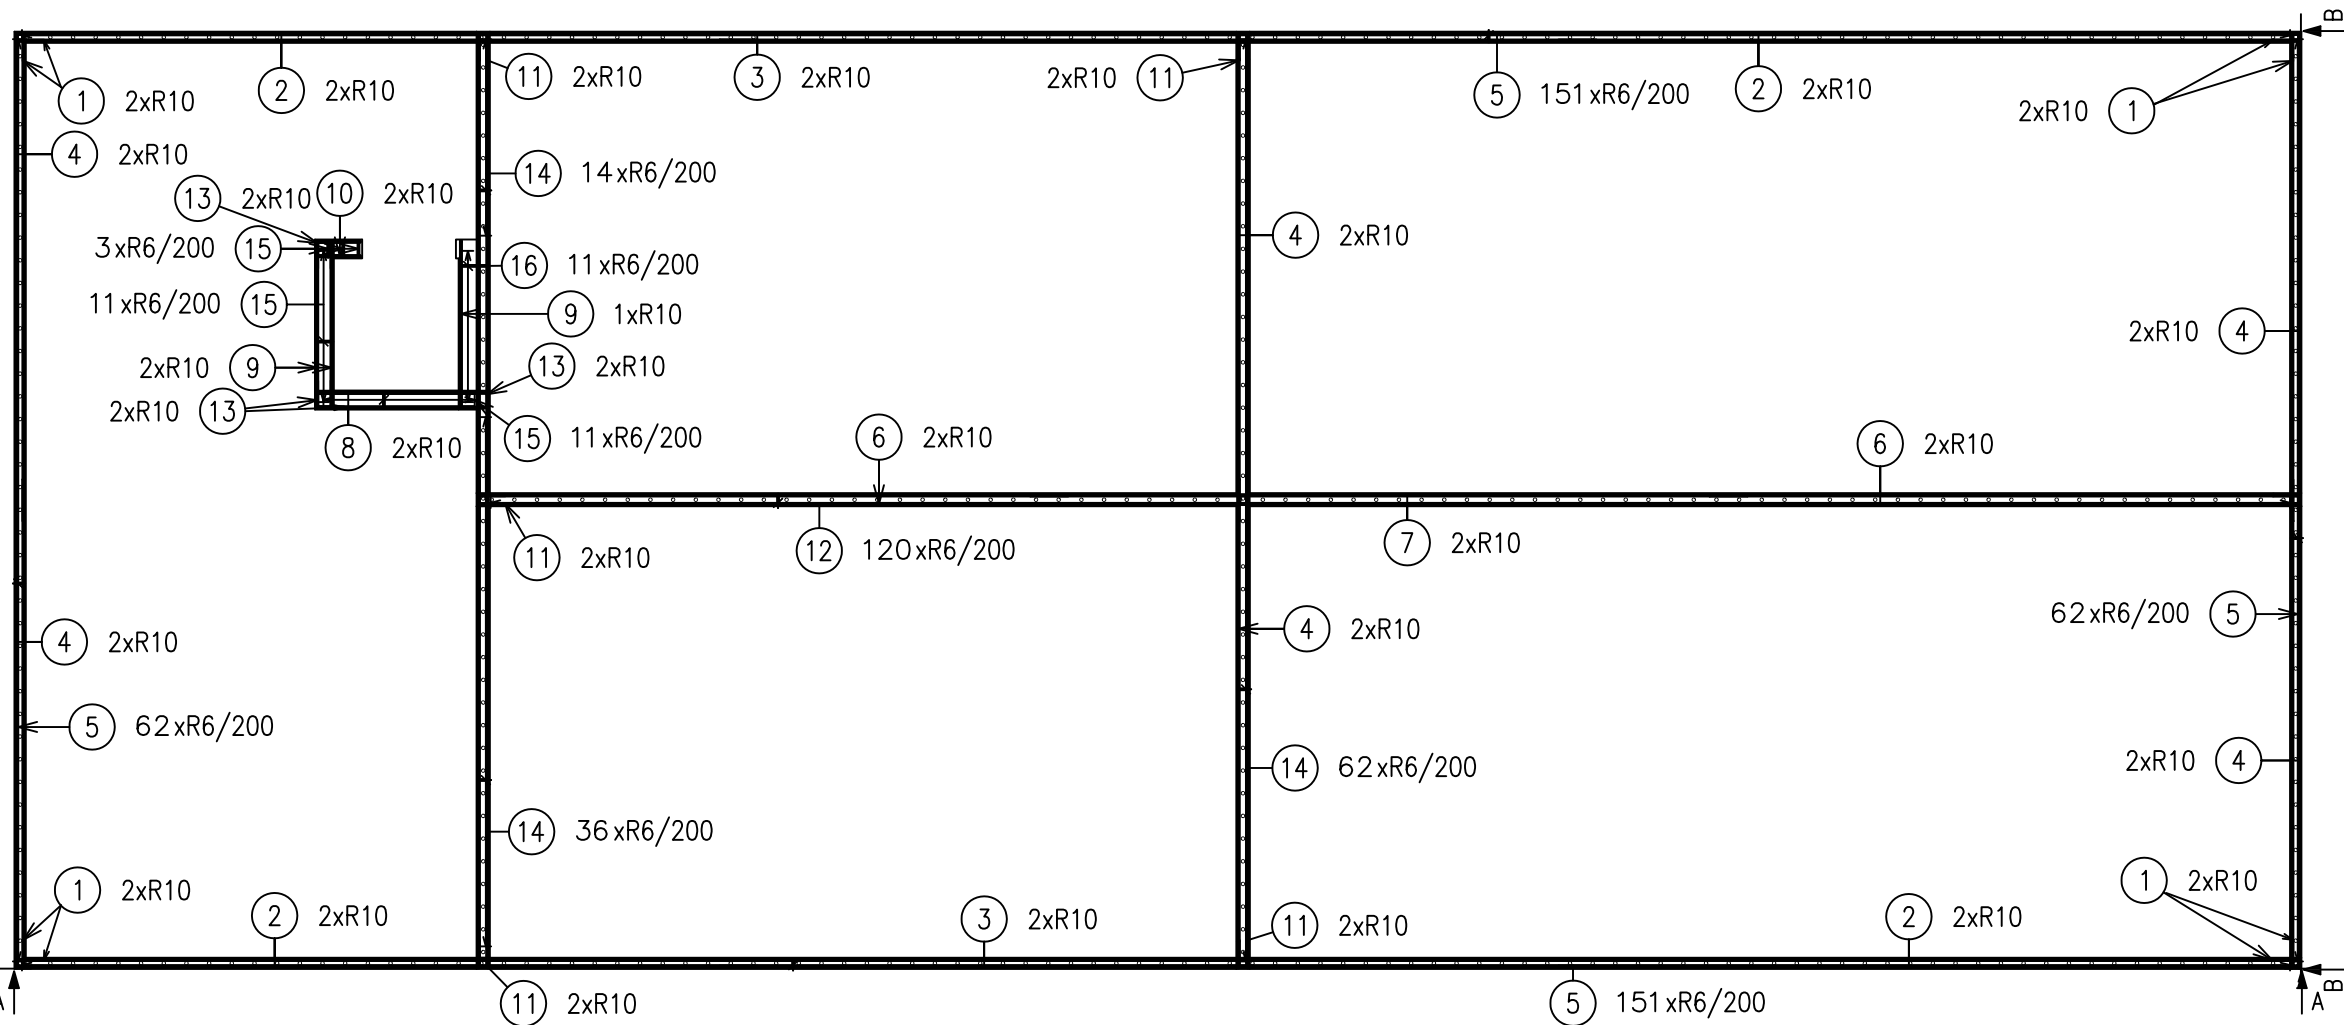 B
1 2xR10
2 2xR10
11 2xR10
3 2xR10
2xR10 11
5 151xR6/200
2 2xR10
2xR10 1
4 2xR10
14 14xR6/200
13 2xR10
10 2xR10
4 2xR10
3xR6/200 15
16 11xR6/200
11xR6/200 15
9 1xR10
2xR10 4
2xR10 9
13 2xR10
2xR10 13
8 2xR10
15 11xR6/200
6 2xR10
6 2xR10
11 2xR10
12 120xR6/200
7 2xR10
4 2xR10
4 2xR10
62xR6/200 5
5 62xR6/200
14 62xR6/200
2xR10 4
14 36xR6/200
1 2xR10
2 2xR10
3 2xR10
11 2xR10
2 2xR10
1 2xR10
A
11 2xR10
5 151xR6/200
A
B